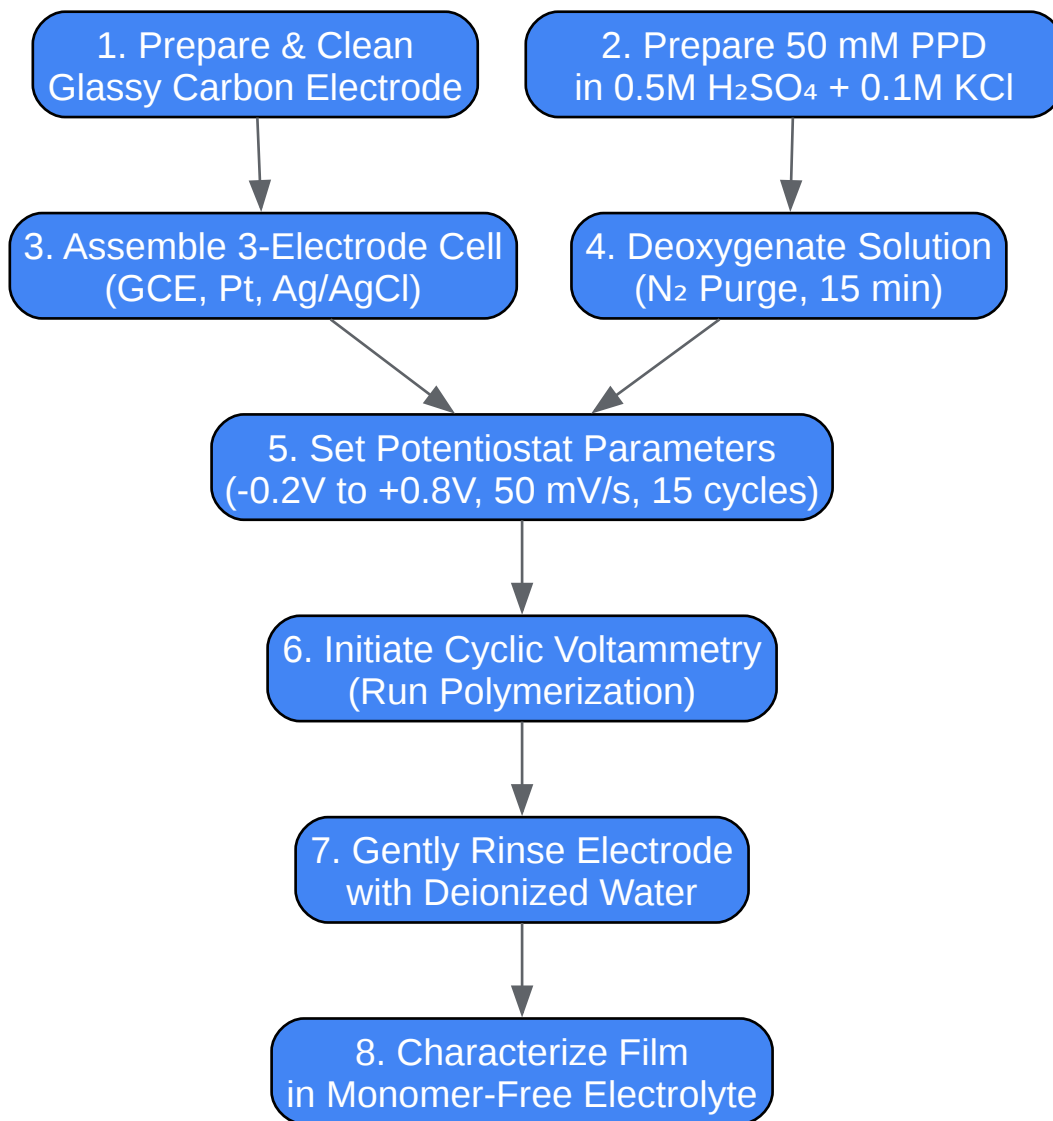 1. Prepare & Clean
Glassy Carbon Electrode
2. Prepare 50 mM PPD
in 0.5M H₂SO₄ + 0.1M KCl
3. Assemble 3-Electrode Cell
(GCE, Pt, Ag/AgCl)
4. Deoxygenate Solution
(N₂ Purge, 15 min)
5. Set Potentiostat Parameters
(-0.2V to +0.8V, 50 mV/s, 15 cycles)
6. Initiate Cyclic Voltammetry
(Run Polymerization)
7. Gently Rinse Electrode
with Deionized Water
8. Characterize Film
in Monomer-Free Electrolyte